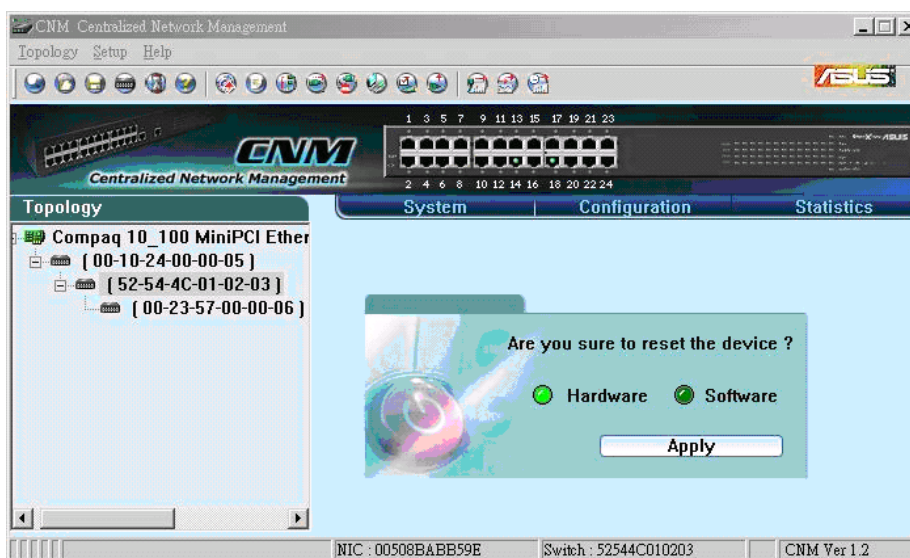 CNM Centralized Network Management
Topology Setup Help
ASUS
1 3 5 7 9 11 13 15 17 19 21 23
CNM
Centralized Network Management
2 4 6 8 10 12 14 16 18 20 22 24
Topology
System | Configuration | Statistics
Compaq 10_100 MiniPCI Ether
( 00-10-24-00-00-05 )
( 52-54-4C-01-02-03 )
( 00-23-57-00-00-06 )
Are you sure to reset the device ?
Hardware Software
Apply
NIC : 00508BABB59E Switch : 52544C010203 CNM Ver 1.2